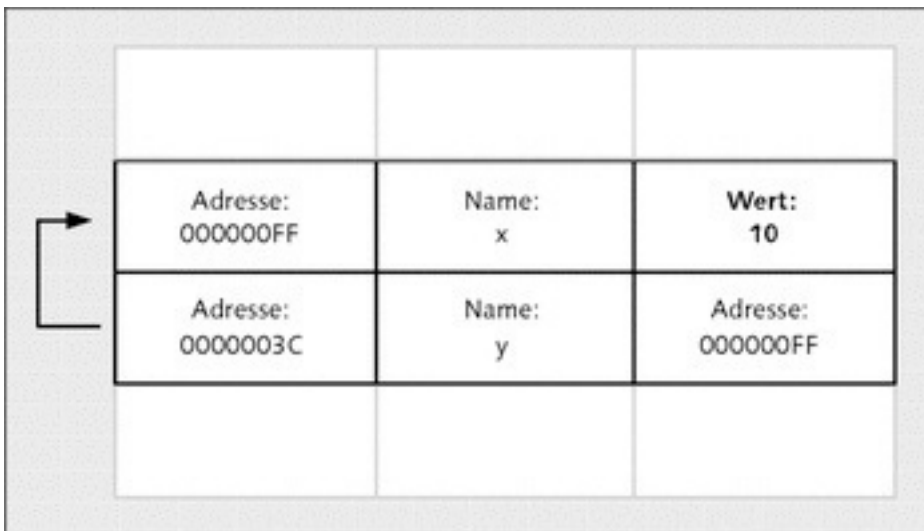 Adresse:
000000FF
Name:
x
Wert:
10
Adresse:
0000003C
Name:
y
Adresse:
000000FF